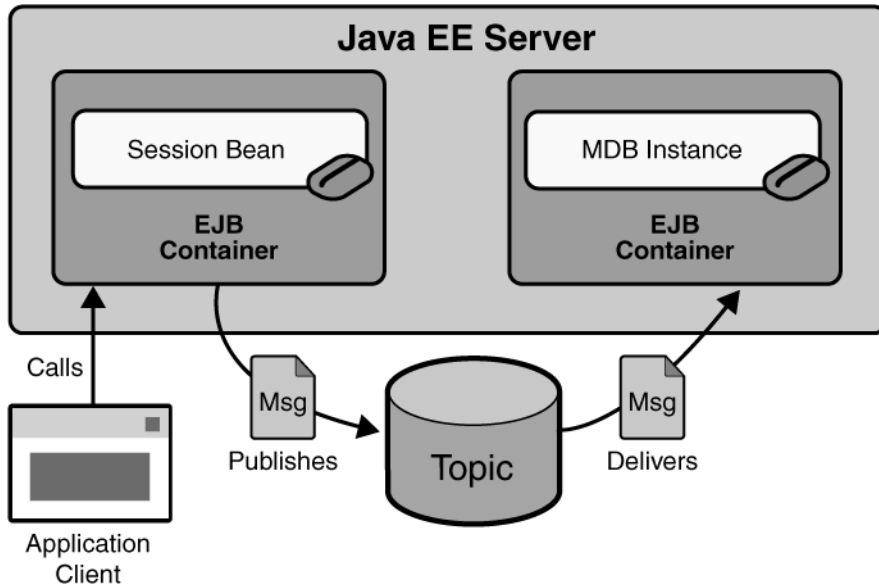 Java EE Server
Session Bean
EJB
Container
MDB Instance
EJB
Container
Calls
Msg
Publishes
Topic
Msg
Delivers
Application
Client